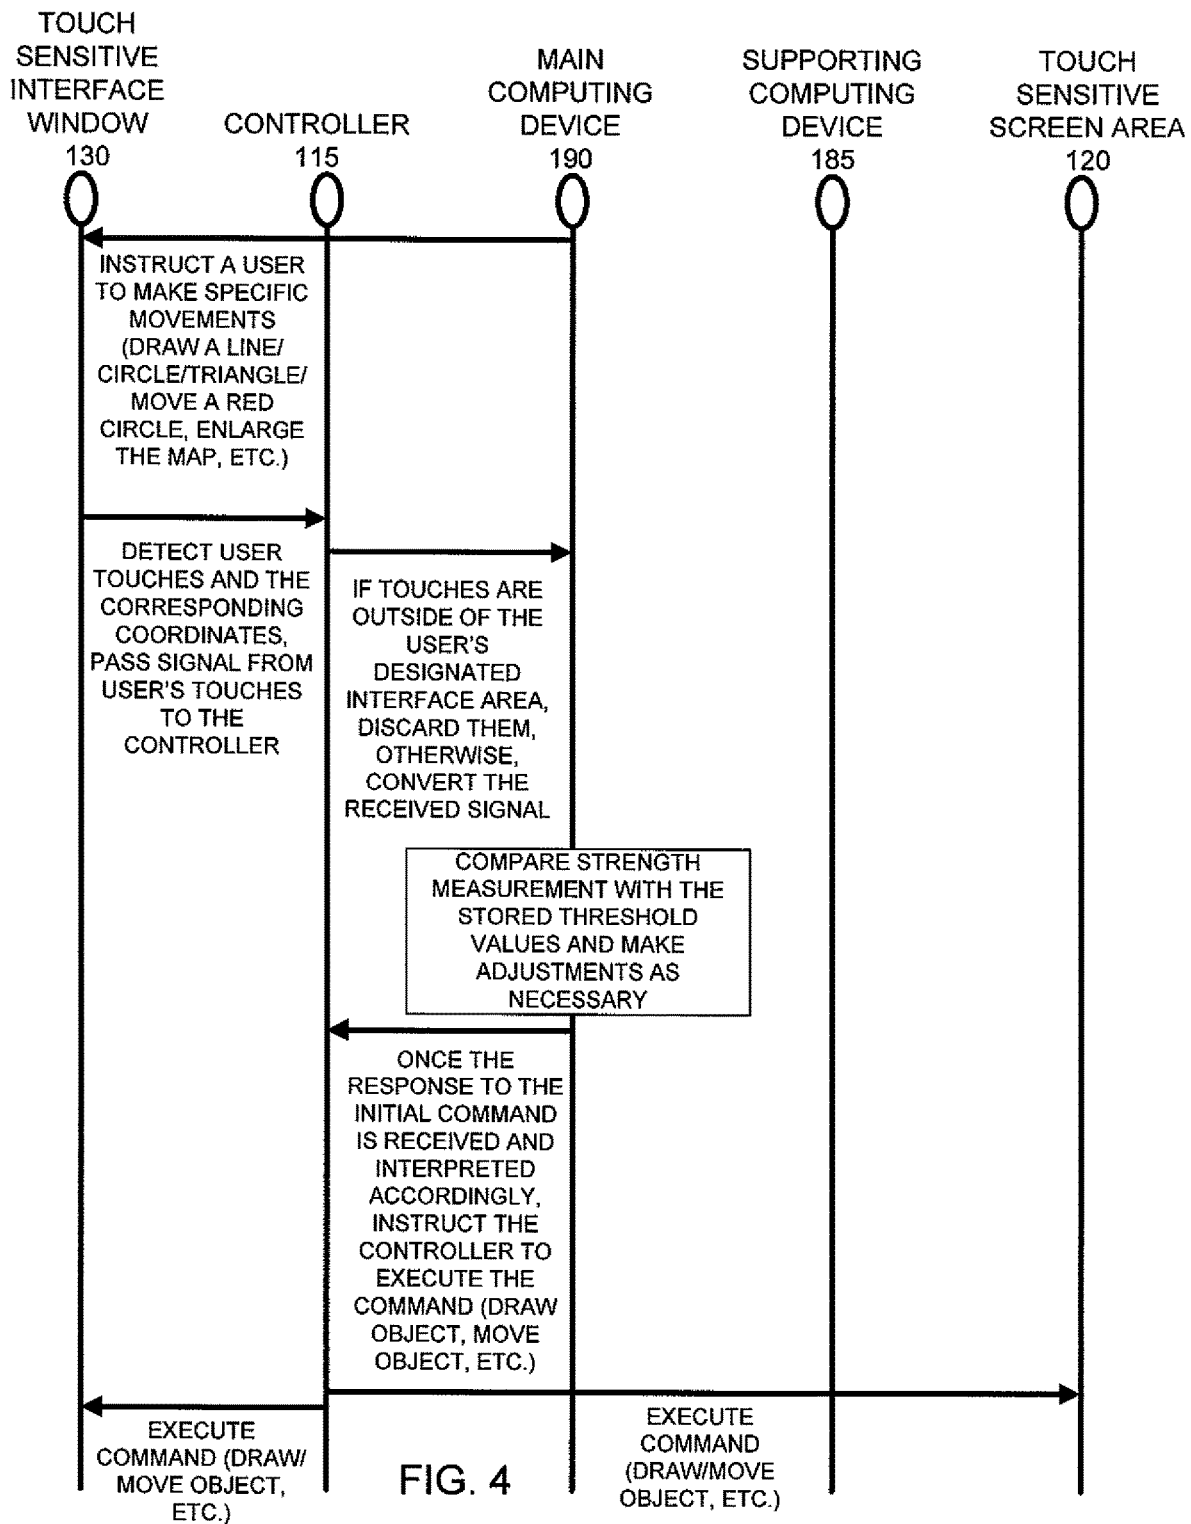 TOUCH
SENSITIVE
INTERFACE
WINDOW
130
CONTROLLER
115
MAIN
COMPUTING
DEVICE
190
SUPPORTING
COMPUTING
DEVICE
185
TOUCH
SENSITIVE
SCREEN AREA
120
INSTRUCT A USER
TO MAKE SPECIFIC
MOVEMENTS
(DRAW A LINE/
CIRCLE/TRIANGLE/
MOVE A RED
CIRCLE, ENLARGE
THE MAP, ETC.)
DETECT USER
TOUCHES AND THE
CORRESPONDING
COORDINATES,
PASS SIGNAL FROM
USER'S TOUCHES
TO THE
CONTROLLER
IF TOUCHES ARE
OUTSIDE OF THE
USER'S
DESIGNATED
INTERFACE AREA,
DISCARD THEM,
OTHERWISE,
CONVERT THE
RECEIVED SIGNAL
COMPARE STRENGTH
MEASUREMENT WITH THE
STORED THRESHOLD
VALUES AND MAKE
ADJUSTMENTS AS
NECESSARY
ONCE THE
RESPONSE TO THE
INITIAL COMMAND
IS RECEIVED AND
INTERPRETED
ACCORDINGLY,
INSTRUCT THE
CONTROLLER TO
EXECUTE THE
COMMAND (DRAW
OBJECT, MOVE
OBJECT, ETC.)
EXECUTE
COMMAND (DRAW/
MOVE OBJECT,
ETC.)
EXECUTE
COMMAND
(DRAW/MOVE
OBJECT, ETC.)
FIG. 4